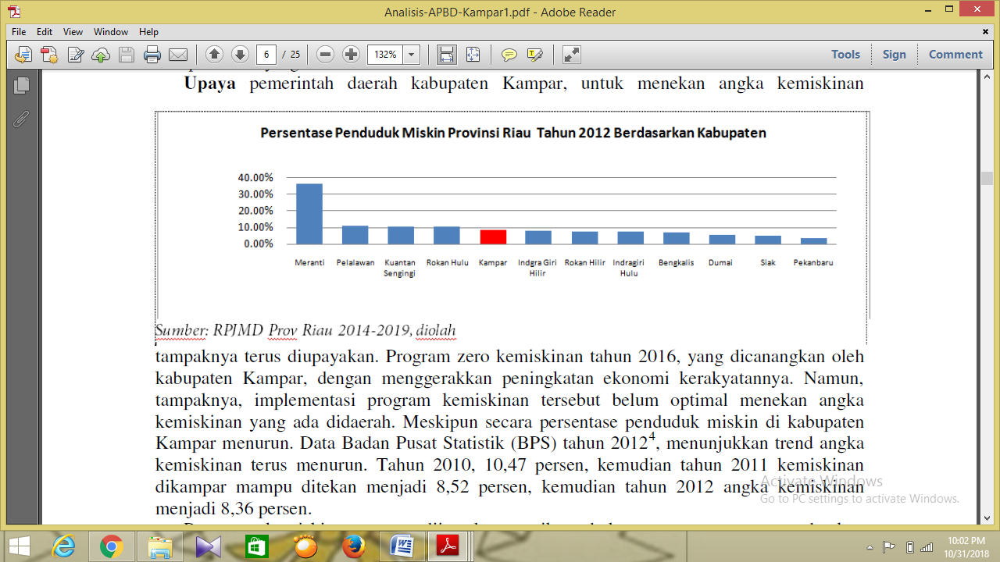 Analisis-APBD-Kampar1.pdf - Adobe Reader
File Edit View Window Help
6 / 25
132%
Tools Sign Comment
Upaya pemerintah daerah kabupaten Kampar, untuk menekan angka kemiskinan
Persentase Penduduk Miskin Provinsi Riau Tahun 2012 Berdasarkan Kabupaten
40.00%
30.00%
20.00%
10.00%
0.00%
Meranti Pelalawan Kuantan Sengingi Rokan Hulu Kampar Indgra Giri Hilir Rokan Hilir Indragiri Hulu Bengkalis Dumai Siak Pekanbaru
Sumber: RPJMD Prov Riau 2014-2019, diolah
tampaknya terus diupayakan. Program zero kemiskinan tahun 2016, yang dicanangkan oleh
kabupaten Kampar, dengan menggerakkan peningkatan ekonomi kerakyatannya. Namun,
tampaknya, implementasi program kemiskinan tersebut belum optimal menekan angka
kemiskinan yang ada didaerah. Meskipun secara persentase penduduk miskin di kabupaten
Kampar menurun. Data Badan Pusat Statistik (BPS) tahun 2012⁴, menunjukkan trend angka
kemiskinan terus menurun. Tahun 2010, 10,47 persen, kemudian tahun 2011 kemiskinan
dikampar mampu ditekan menjadi 8,52 persen, kemudian tahun 2012 angka kemiskinan
menjadi 8,36 persen.
Activate Windows
Go to PC settings to activate Windows.
10:02 PM
10/31/2018